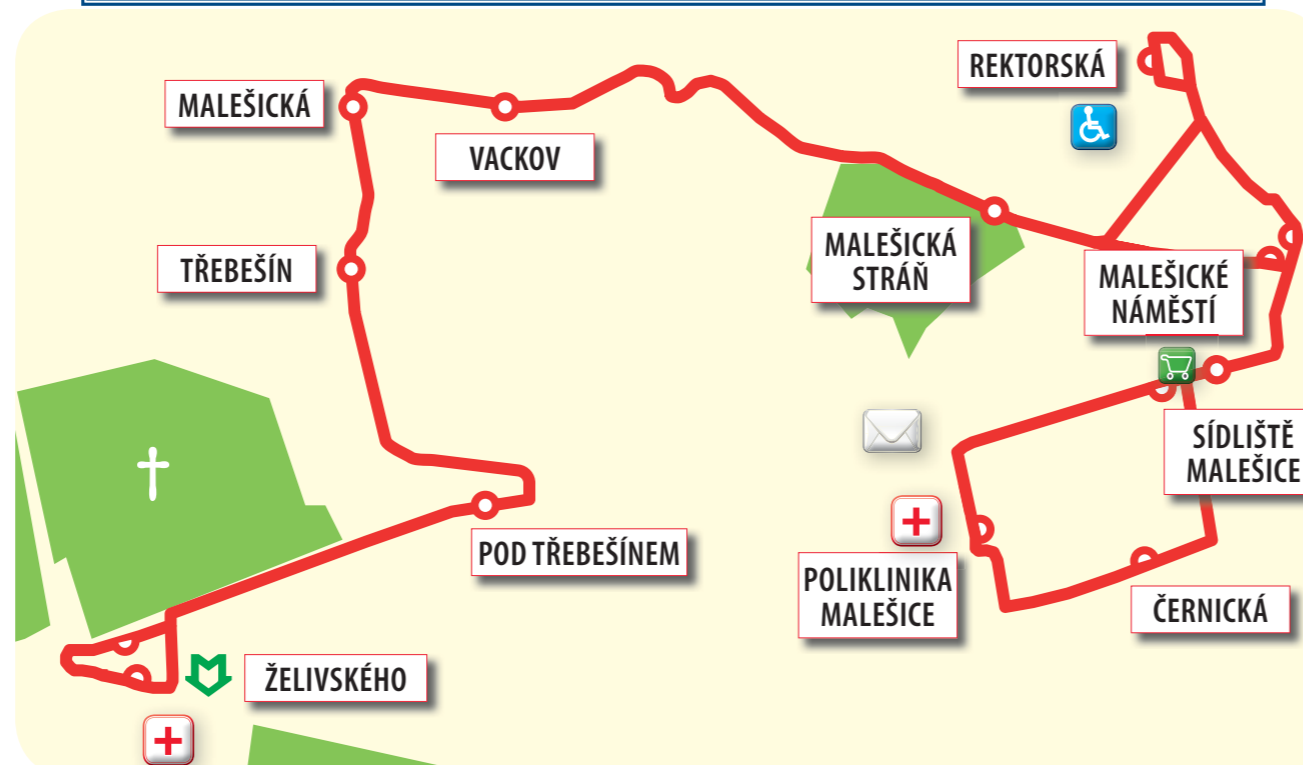 REKTORSKÁ
MALEŠICKÁ
VACKOV
MALEŠICKÁ
STRÁŇ
TŘEBEŠÍN
MALEŠICKÉ
NÁMĚSTÍ
SÍDLIŠTĚ
MALEŠICE
POD TŘEBEŠÍNEM
POLIKLINIKA
MALEŠICE
ČERNICKÁ
ŽELIVSKÉHO